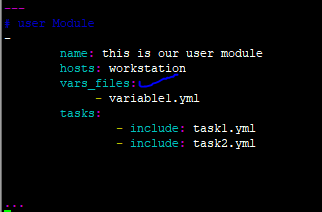 ---
# user Module
-
name: this is our user module
hosts: workstation
vars_files:
- variable1.yml
tasks:
- include: task1.yml
- include: task2.yml
...